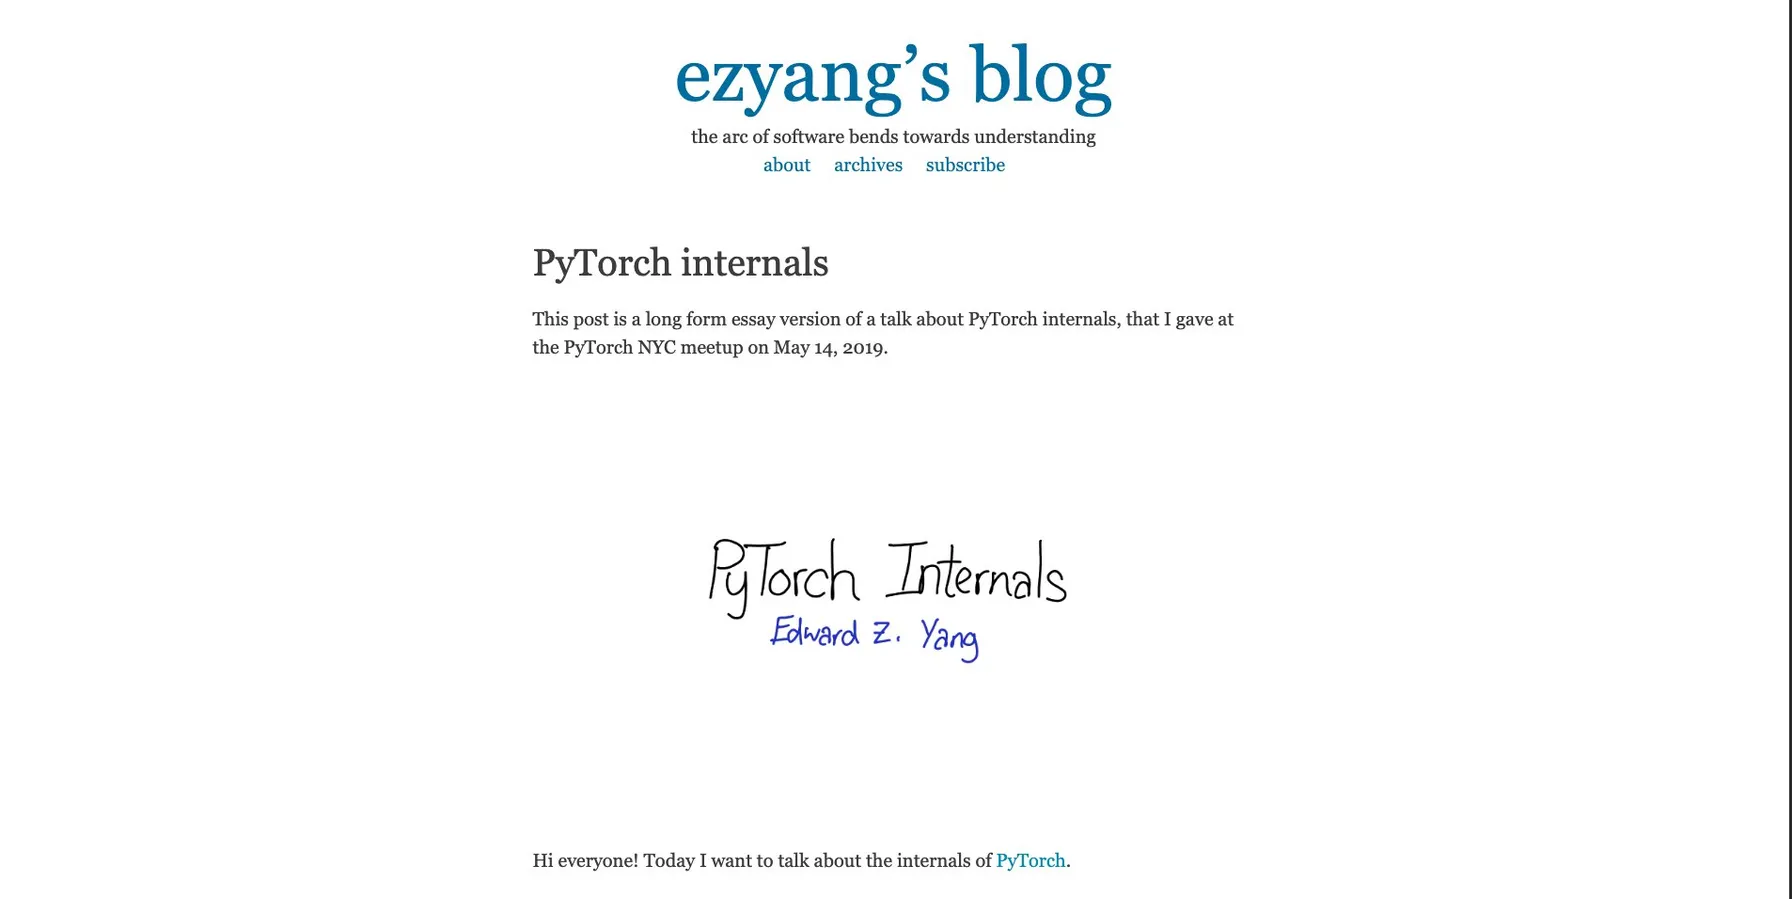 ezyang’s blog
the arc of software bends towards understanding
about archives subscribe
PyTorch internals
This post is a long form essay version of a talk about PyTorch internals, that I gave at
the PyTorch NYC meetup on May 14, 2019.
PyTorch Internals
Edward Z. Yang
Hi everyone! Today I want to talk about the internals of PyTorch.